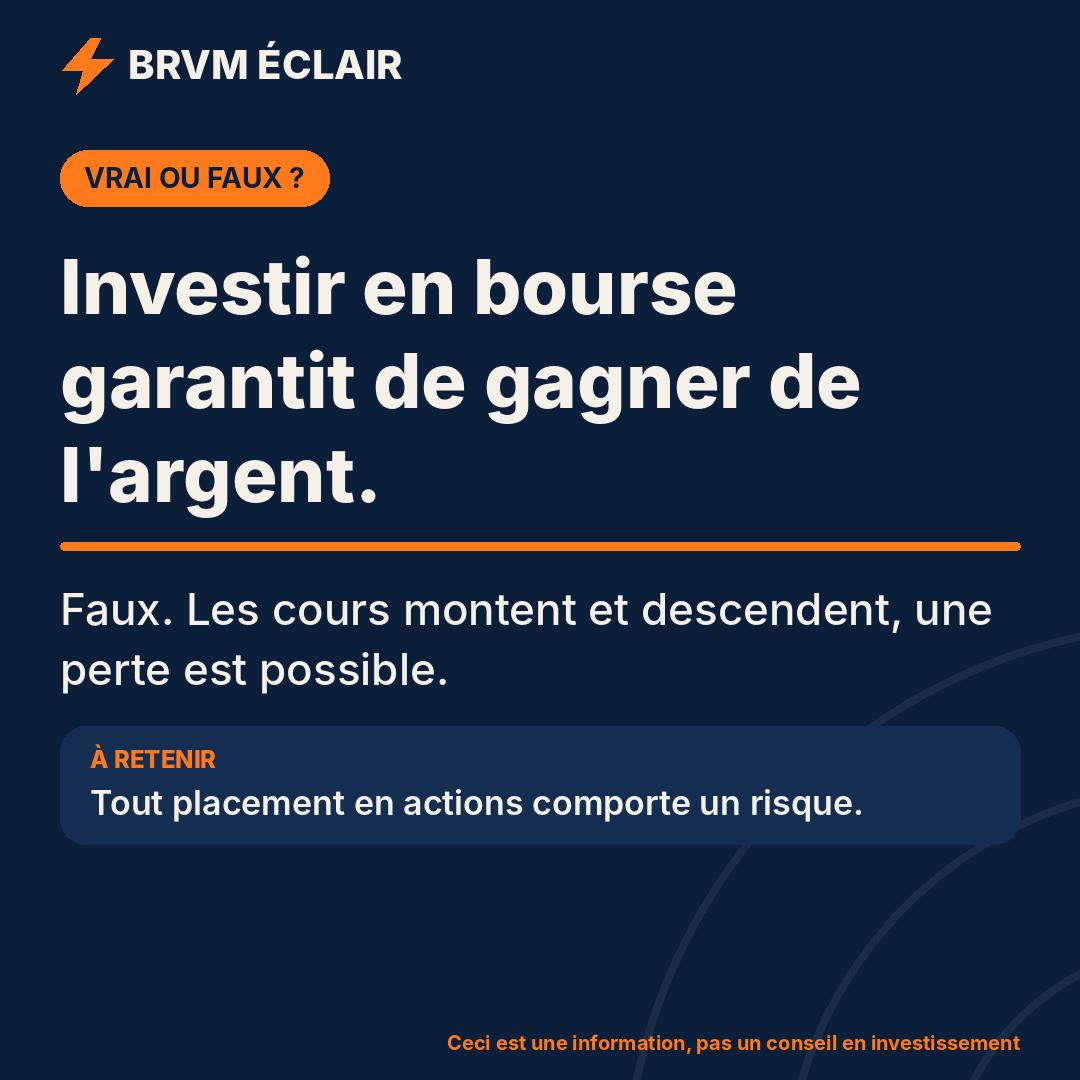 BRVM ÉCLAIR
VRAI OU FAUX ?
Investir en bourse
garantit de gagner de
l'argent.
Faux. Les cours montent et descendent, une
perte est possible.
À RETENIR
Tout placement en actions comporte un risque.
Ceci est une information, pas un conseil en investissement